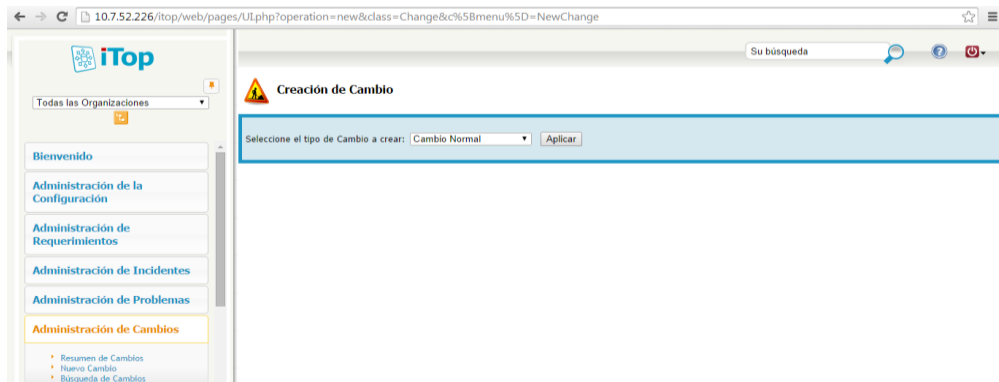 10.7.52.226/itop/web/pages/UI.php?operation=new&class=Change&c%5Bmenu%5D=NewChange
iTop
Su búsqueda
Todas las Organizaciones
Creación de Cambio
Seleccione el tipo de Cambio a crear: Cambio Normal Aplicar
Bienvenido
Administración de la
Configuración
Administración de
Requerimientos
Administración de Incidentes
Administración de Problemas
Administración de Cambios
Resumen de Cambios
Nuevo Cambio
Búsqueda de Cambios